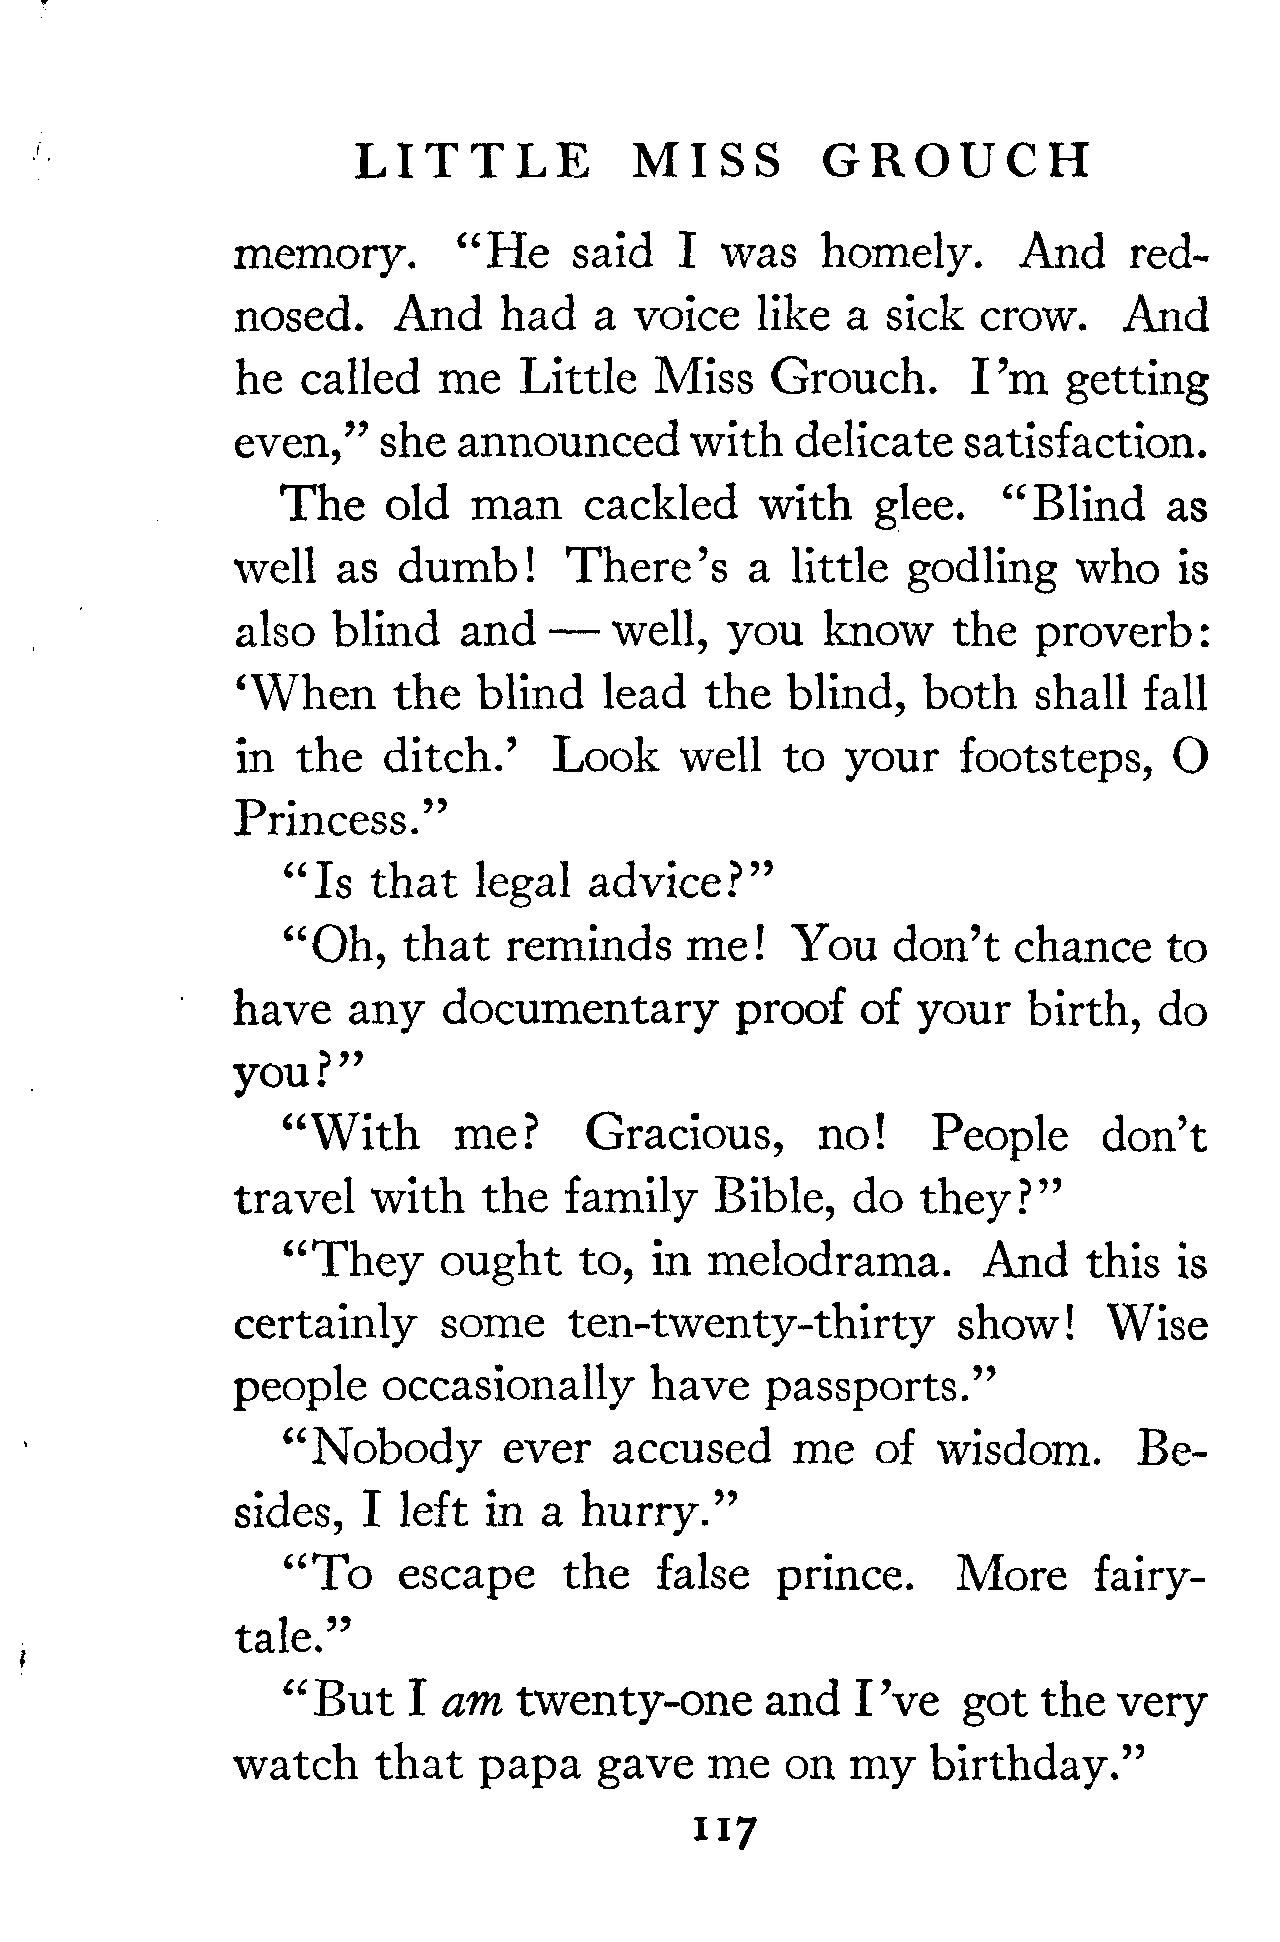 LITTLE MISS GROUCH
memory. “He said I was homely. And red-
nosed. And had a voice like a sick crow. And
he called me Little Miss Grouch. I’m getting
even,” she announced with delicate satisfaction.
The old man cackled with glee. “Blind as
well as dumb! There’s a little godling who is
also blind and — well, you know the proverb:
‘When the blind lead the blind, both shall fall
in the ditch.’ Look well to your footsteps, O
Princess.”
“Is that legal advice?”
“Oh, that reminds me! You don’t chance to
have any documentary proof of your birth, do
you?”
“With me? Gracious, no! People don’t
travel with the family Bible, do they?”
“They ought to, in melodrama. And this is
certainly some ten-twenty-thirty show! Wise
people occasionally have passports.”
“Nobody ever accused me of wisdom. Be-
sides, I left in a hurry.”
“To escape the false prince. More fairy-
tale.”
“But I am twenty-one and I’ve got the very
watch that papa gave me on my birthday.”
117